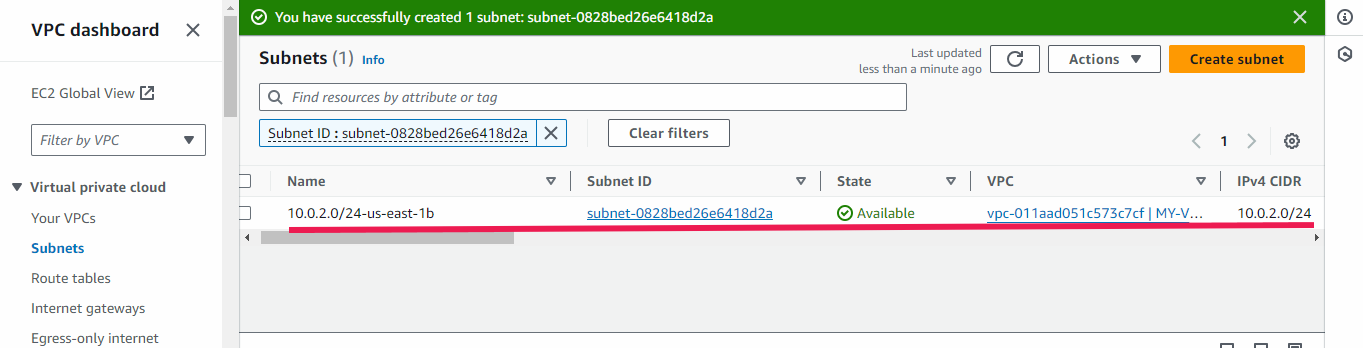 VPC dashboard
EC2 Global View
Filter by VPC
Virtual private cloud
Your VPCs
Subnets
Route tables
Internet gateways
Egress-only internet
You have successfully created 1 subnet: subnet-0828bed26e6418d2a
Subnets (1) Info
Last updated
less than a minute ago
Actions
Create subnet
Find resources by attribute or tag
Subnet ID : subnet-0828bed26e6418d2a
Clear filters
1
Name Subnet ID State VPC IPv4 CIDR
10.0.2.0/24-us-east-1b subnet-0828bed26e6418d2a Available vpc-011aad051c573c7cf | MY-V... 10.0.2.0/24